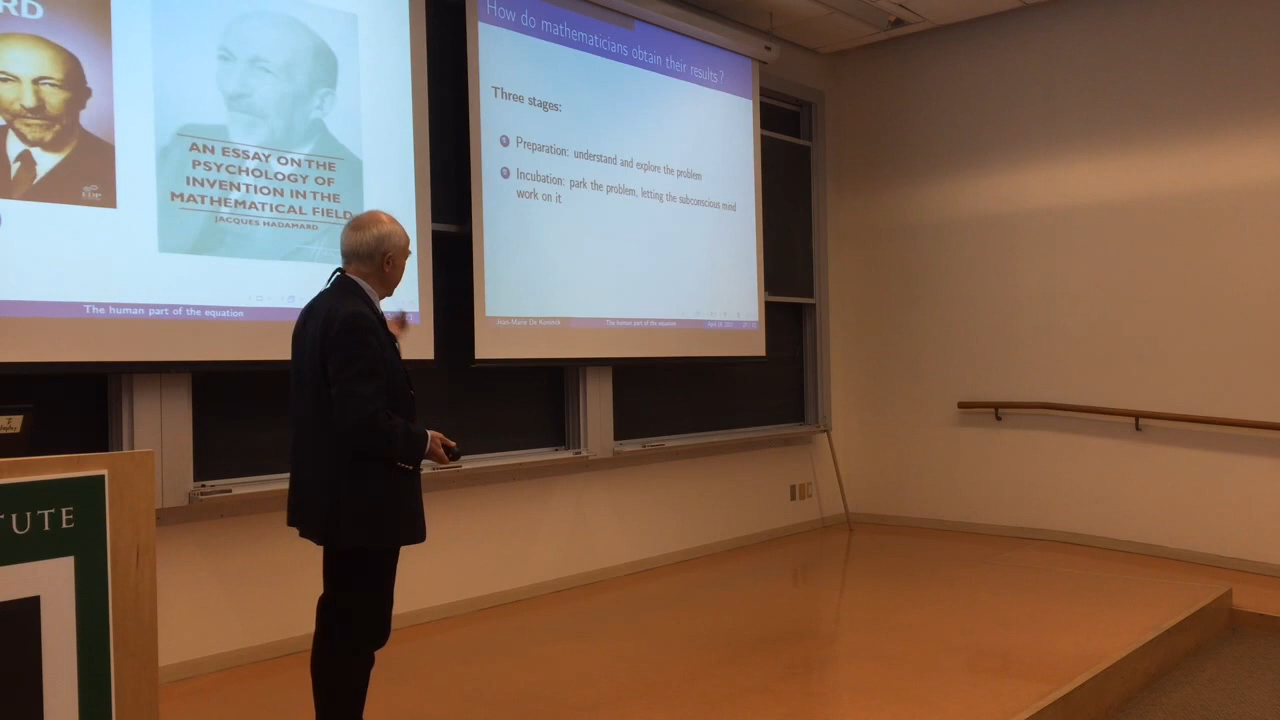 RD
EDP
AN ESSAY ON THE
PSYCHOLOGY OF
INVENTION IN THE
MATHEMATICAL FIELD
JACQUES HADAMARD
The human part of the equation
How do mathematicians obtain their results?
Three stages:
Preparation: understand and explore the problem
Incubation: park the problem, letting the subconscious mind
work on it
Jean-Marie De Koninck
The human part of the equation
TUTE